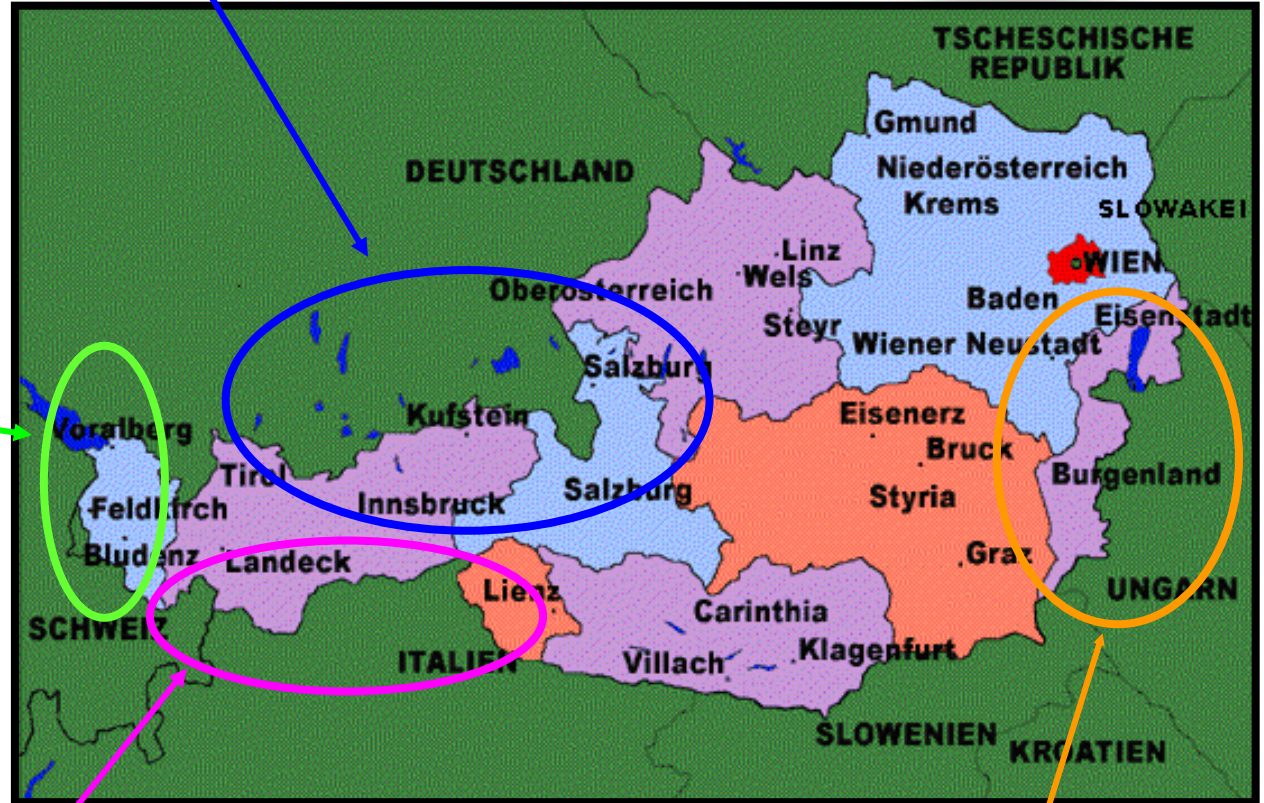 TSCHESCHISCHE
REPUBLIK
Gmund
DEUTSCHLAND
Niederösterreich
Krems
SLOWAKEI
Linz
WIEN
Wels
Oberösterreich
Baden
Eisenstadt
Steyr
Wiener Neustadt
Salzburg
Kufstein
Eisenerz
Voralberg
Bruck
Tirol
Burgenland
Salzburg
Styria
Innsbruck
Feldkirch
Graz
Bludenz
Landeck
Lienz
UNGARN
Carinthia
SCHWEIZ
Klagenfurt
ITALIEN
Villach
SLOWENIEN
KROATIEN